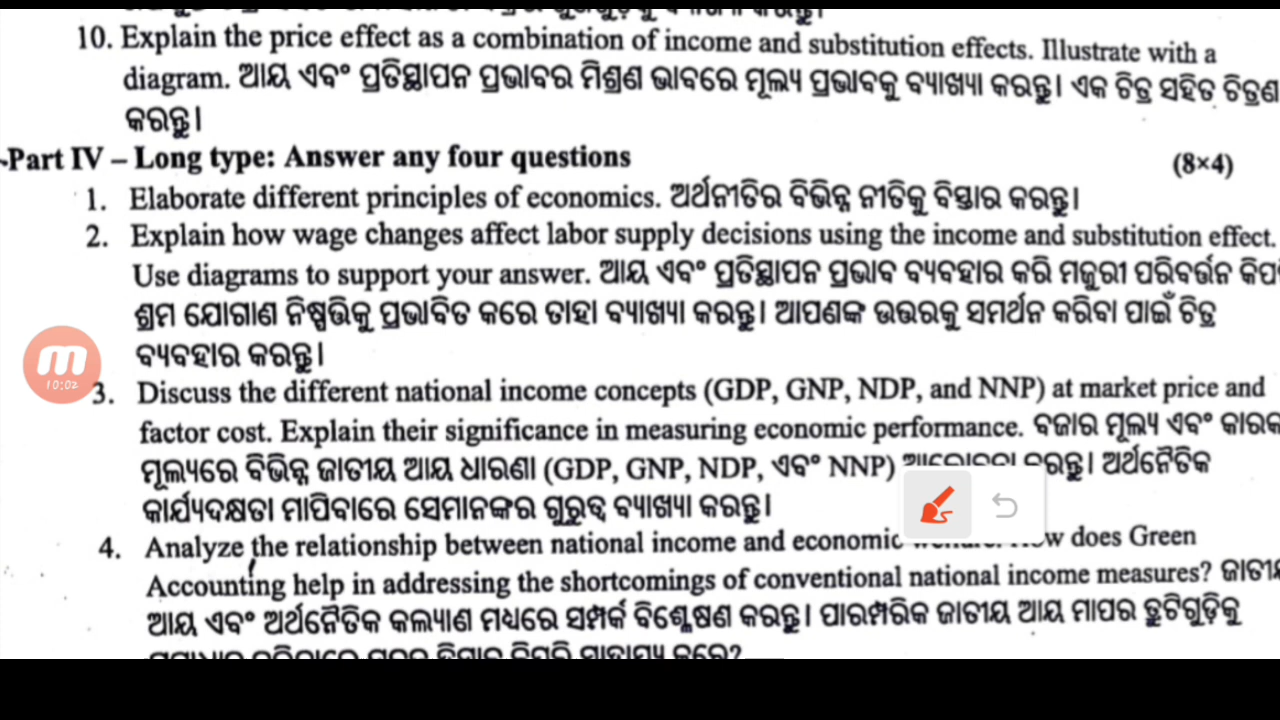 10. Explain the price effect as a combination of income and substitution effects. Illustrate with a
diagram. ଆୟ ଏବଂ ପ୍ରତିସ୍ଥାପନ ପ୍ରଭାବର ମିଶ୍ରଣ ଭାବରେ ମୂଲ୍ୟ ପ୍ରଭାବକୁ ବ୍ୟାଖ୍ୟା କରନ୍ତୁ। ଏକ ଚିତ୍ର ସହିତ ଚିତ୍ରଣ
କରନ୍ତୁ।
Part IV – Long type: Answer any four questions (8×4)
1. Elaborate different principles of economics. ଅର୍ଥନୀତିର ବିଭିନ୍ନ ନୀତିକୁ ବିସ୍ତାର କରନ୍ତୁ।
2. Explain how wage changes affect labor supply decisions using the income and substitution effect.
Use diagrams to support your answer. ଆୟ ଏବଂ ପ୍ରତିସ୍ଥାପନ ପ୍ରଭାବ ବ୍ୟବହାର କରି ମଜୁରୀ ପରିବର୍ତ୍ତନ
ଶ୍ରମ ଯୋଗାଣ ନିଷ୍ପତ୍ତିକୁ ପ୍ରଭାବିତ କରେ ତାହା ବ୍ୟାଖ୍ୟା କରନ୍ତୁ। ଆପଣଙ୍କ ଉତ୍ତରକୁ ସମର୍ଥନ କରିବା ପାଇଁ ଚିତ୍ର
ବ୍ୟବହାର କରନ୍ତୁ।
10:02
3. Discuss the different national income concepts (GDP, GNP, NDP, and NNP) at market price and
factor cost. Explain their significance in measuring economic performance. ବଜାର ମୂଲ୍ୟ ଏବଂ
ମୂଲ୍ୟରେ ବିଭିନ୍ନ ଜାତୀୟ ଆୟ ଧାରଣା (GDP, GNP, NDP, ଏବଂ NNP) ଅର୍ଥନୈତିକ
କାର୍ଯ୍ୟଦକ୍ଷତା ମାପିବାରେ ସେମାନଙ୍କର ଗୁରୁତ୍ୱ ବ୍ୟାଖ୍ୟା କରନ୍ତୁ।
4. Analyze the relationship between national income and economic does Green
Accounting help in addressing the shortcomings of conventional national income measures?
ଆୟ ଏବଂ ଅର୍ଥନୈତିକ କଲ୍ୟାଣ ମଧ୍ୟରେ ସମ୍ପର୍କ ବିଶ୍ଳେଷଣ କରନ୍ତୁ। ପାରମ୍ପରିକ ଜାତୀୟ ଆୟ ମାପର ତ୍ରୁଟିଗୁଡ଼ିକୁ